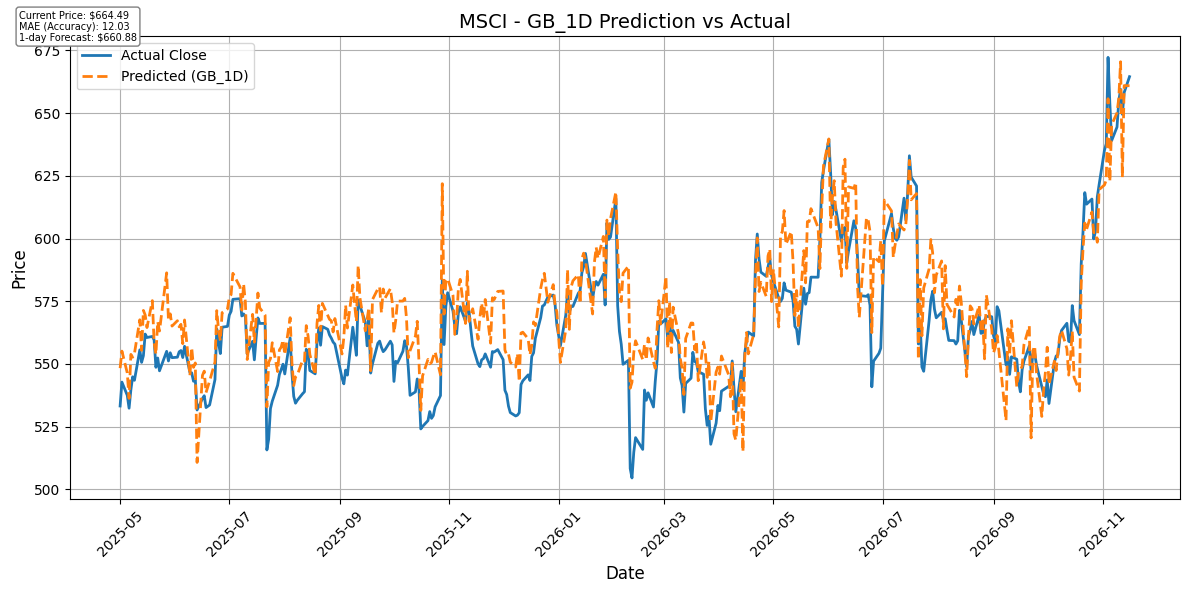 MSCI - GB_1D Prediction vs Actual
Current Price: $664.49
MAE (Accuracy): 12.03
1-day Forecast: $660.88
Actual Close
Predicted (GB_1D)
Price
675
650
625
600
575
550
525
500
2025-05
2025-07
2025-09
2025-11
2026-01
2026-03
2026-05
2026-07
2026-09
2026-11
Date